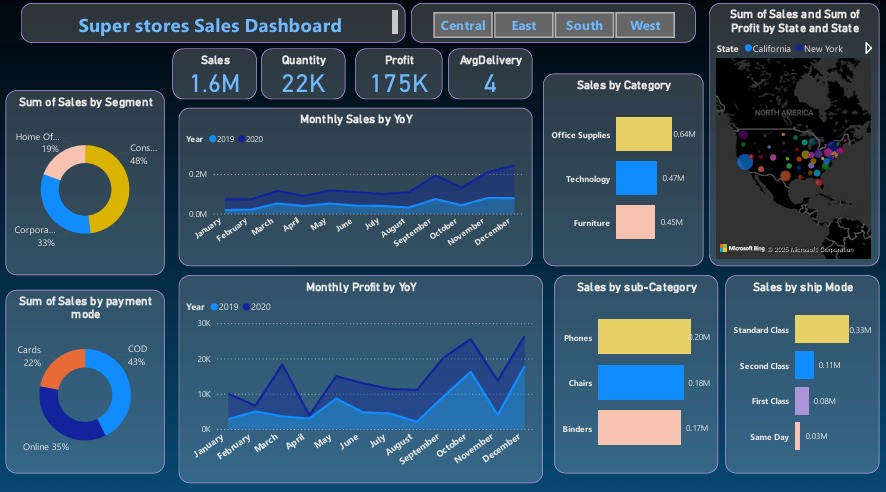 Super stores Sales Dashboard
Central
East
South
West
Sum of Sales and Sum of
Profit by State and State
State California New York
NORTH AMERICA
Microsoft Bing © 2025 Microsoft Corporation
Sales
1.6M
Quantity
22K
Profit
175K
AvgDelivery
4
Sum of Sales by Segment
Home Of...
19%
Cons...
48%
Corpora...
33%
Monthly Sales by YoY
Year 2019 2020
0.2M
0.0M
January
February
March
April
May
June
July
August
September
October
November
December
Sales by Category
Office Supplies 0.64M
Technology 0.47M
Furniture 0.45M
Sum of Sales by payment
mode
Cards
22%
COD
43%
Online 35%
Monthly Profit by YoY
Year 2019 2020
30K
20K
10K
0K
January
February
March
April
May
June
July
August
September
October
November
December
Sales by sub-Category
Phones 0.20M
Chairs 0.18M
Binders 0.17M
Sales by ship Mode
Standard Class 0.33M
Second Class 0.11M
First Class 0.08M
Same Day 0.03M